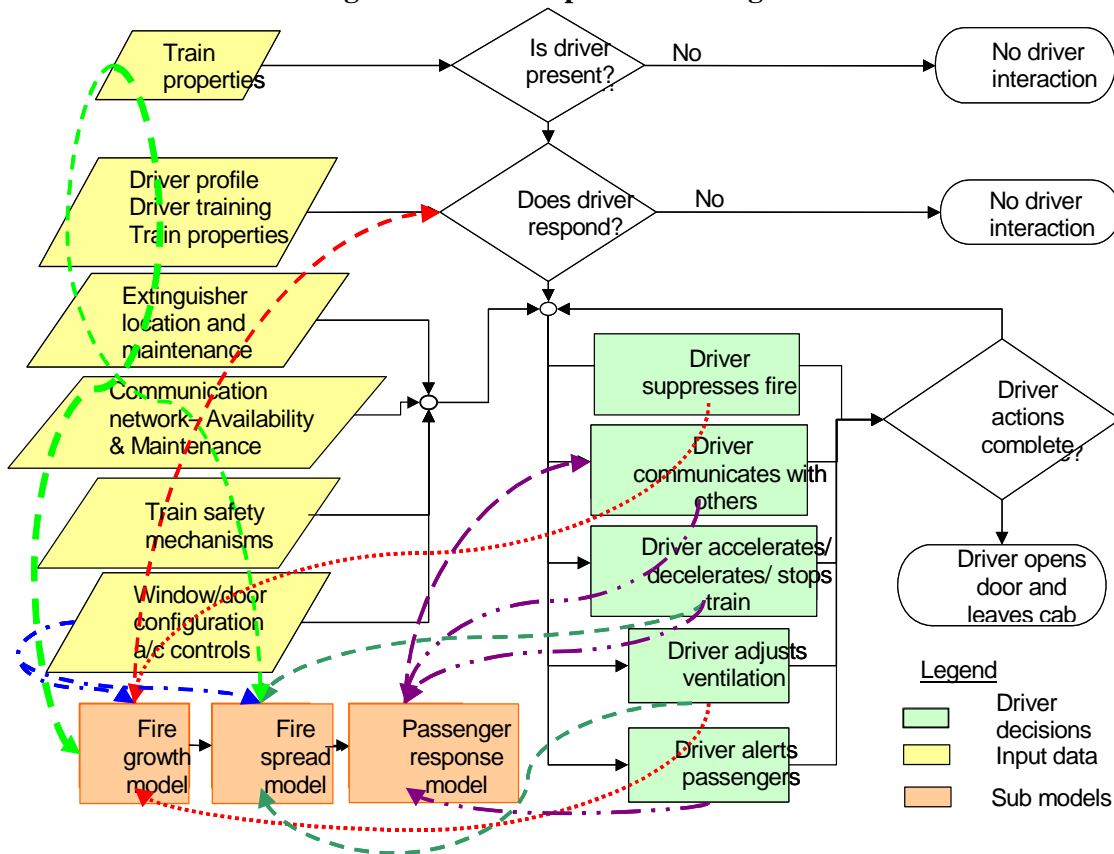 Train
properties
Is driver
present?
No
No driver
interaction
Driver profile
Driver training
Train properties
Does driver
respond?
No
No driver
interaction
Extinguisher
location and
maintenance
Communication
network– Availability
& Maintenance
Train safety
mechanisms
Window/door
configuration
a/c controls
Driver
suppresses fire
Driver
communicates with
others
Driver accelerates/
decelerates/ stops
train
Driver adjusts
ventilation
Driver alerts
passengers
Driver
actions
complete?
Driver opens
door and
leaves cab
Fire
growth
model
Fire
spread
model
Passenger
response
model
Legend
Driver
decisions
Input data
Sub models